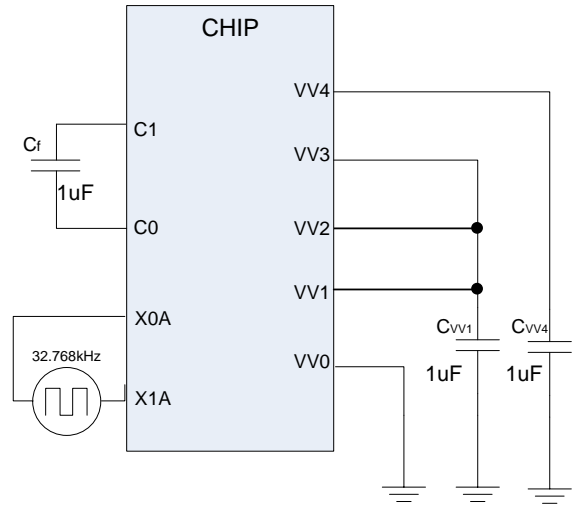 CHIP
VV4
C1
Cf
VV3
1uF
C0
VV2
VV1
X0A
CVV1
CVV4
32.768kHz
VV0
1uF
1uF
X1A